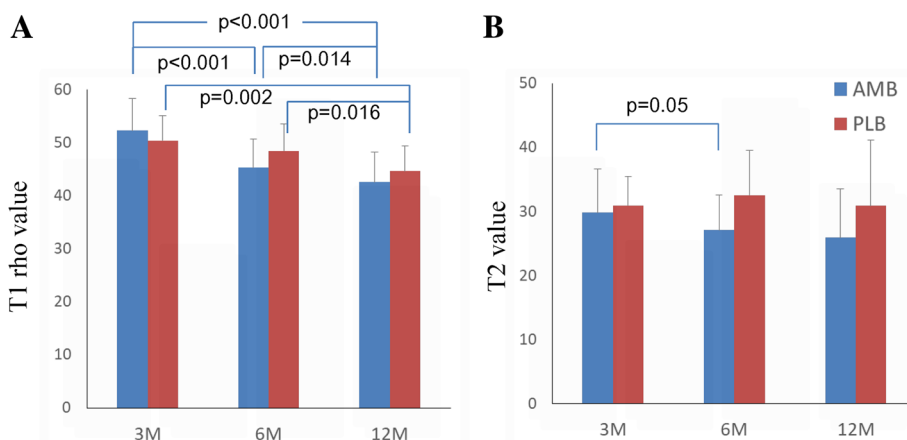 A
p<0.001
p<0.001
p=0.014
p=0.002
p=0.016
60
50
40
30
20
10
0
T1 rho value
3M
6M
12M
B
50
40
30
20
10
0
p=0.05
AMB
PLB
T2 value
3M
6M
12M